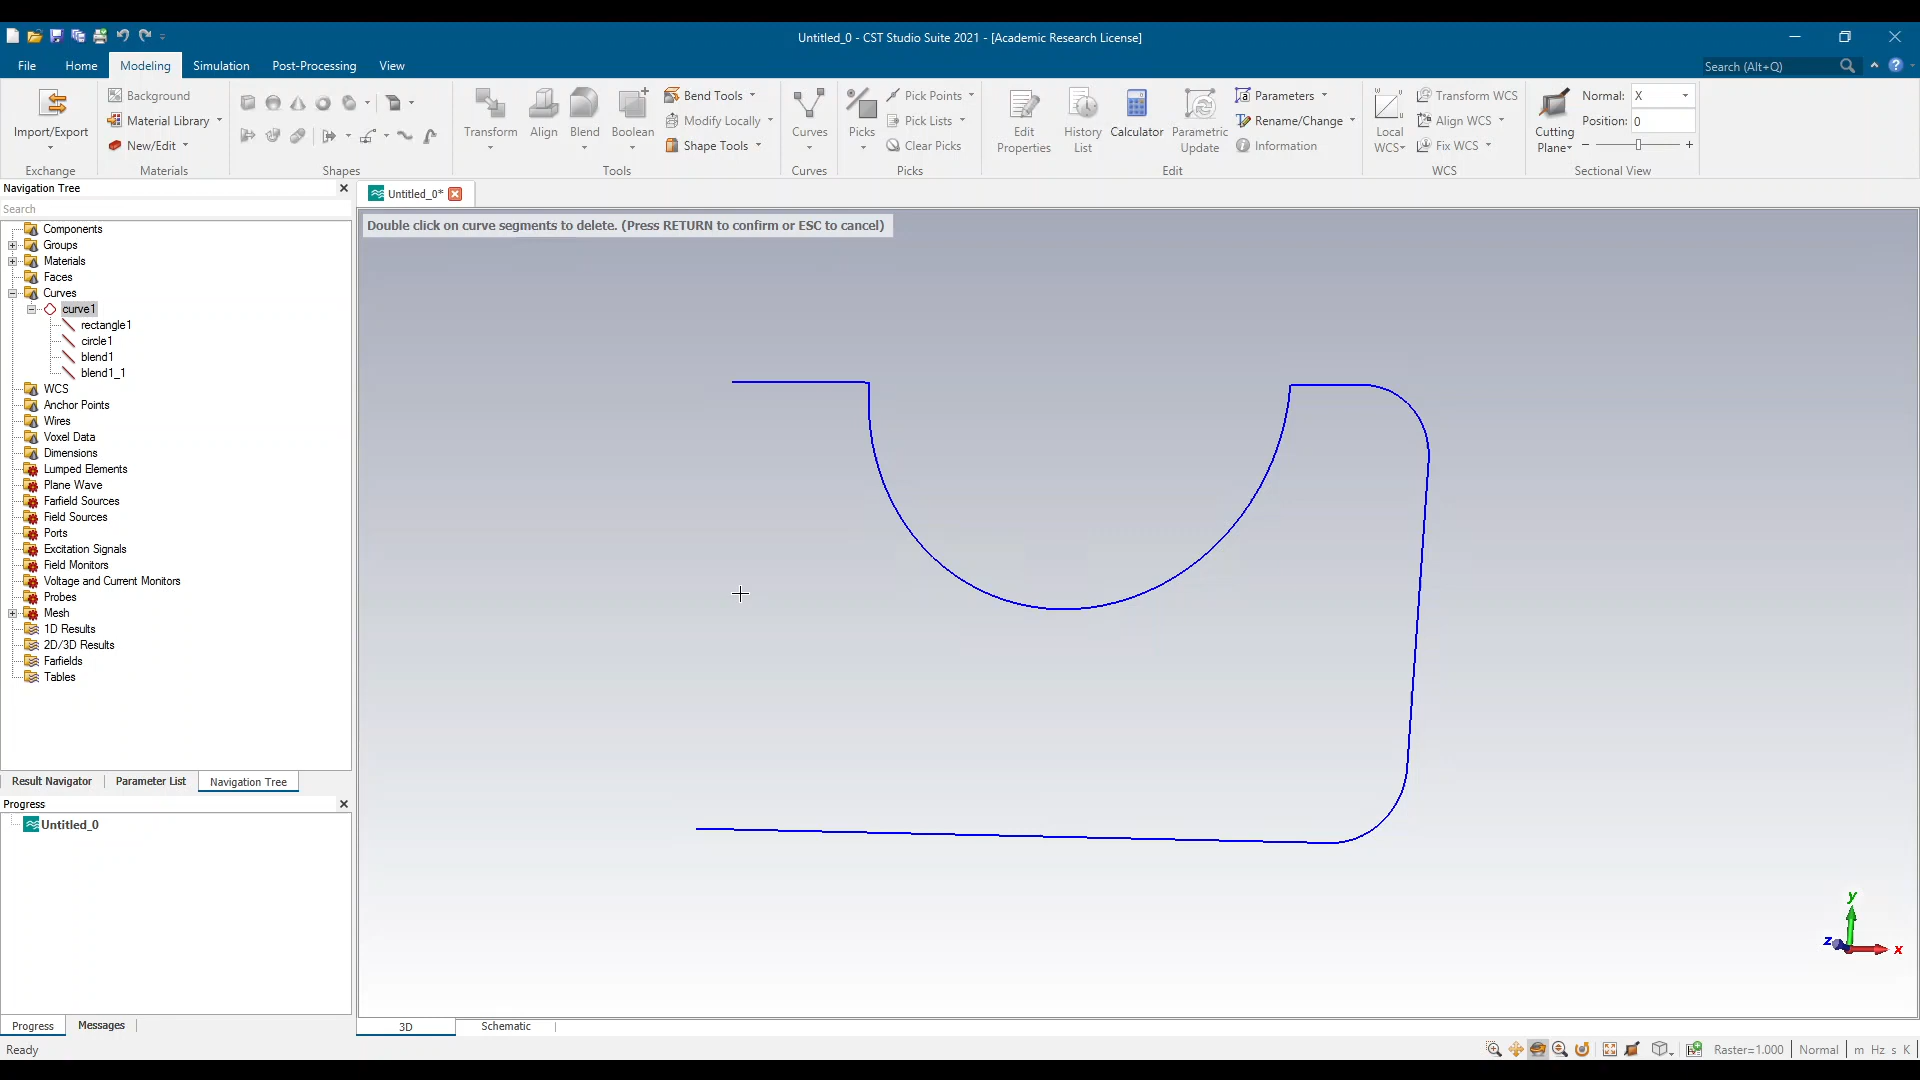 Untitled_0 - CST Studio Suite 2021 - [Academic Research License]
File Home Modeling Simulation Post-Processing View
Search (Alt+Q)
Import/Export
Exchange
Background
Material Library
New/Edit
Materials
Shapes
Transform
Align
Blend
Boolean
Bend Tools
Modify Locally
Shape Tools
Tools
Curves
Curves
Picks
Pick Points
Pick Lists
Clear Picks
Picks
Edit
Properties
History
List
Calculator
Parametric
Update
Parameters
Rename/Change
Information
Edit
Local
WCS
Transform WCS
Align WCS
Fix WCS
WCS
Cutting
Plane
Normal: X
Position: 0
Sectional View
Navigation Tree
Search
Components
Groups
Materials
Faces
Curves
curve1
rectangle1
circle1
blend1
blend1_1
WCS
Anchor Points
Wires
Voxel Data
Dimensions
Lumped Elements
Plane Wave
Farfield Sources
Field Sources
Ports
Excitation Signals
Field Monitors
Voltage and Current Monitors
Probes
Mesh
1D Results
2D/3D Results
Farfields
Tables
Result Navigator Parameter List Navigation Tree
Progress
Untitled_0
Progress Messages
Untitled_0*
Double click on curve segments to delete. (Press RETURN to confirm or ESC to cancel)
y
z
x
3D Schematic
Ready
Raster=1.000 Normal m Hz s K